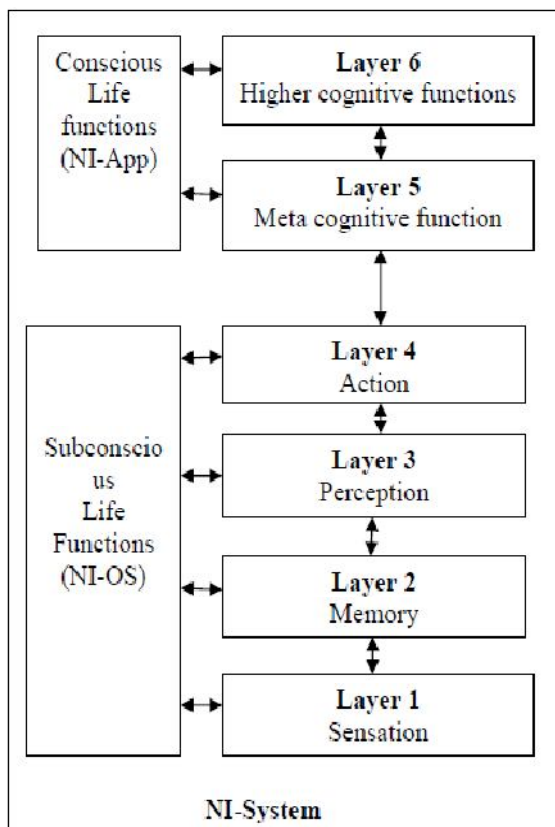 Conscious
Life
functions
(NI-App)
Layer 6
Higher cognitive functions
Layer 5
Meta cognitive function
Subconscio
us
Life
Functions
(NI-OS)
Layer 4
Action
Layer 3
Perception
Layer 2
Memory
Layer 1
Sensation
NI-System